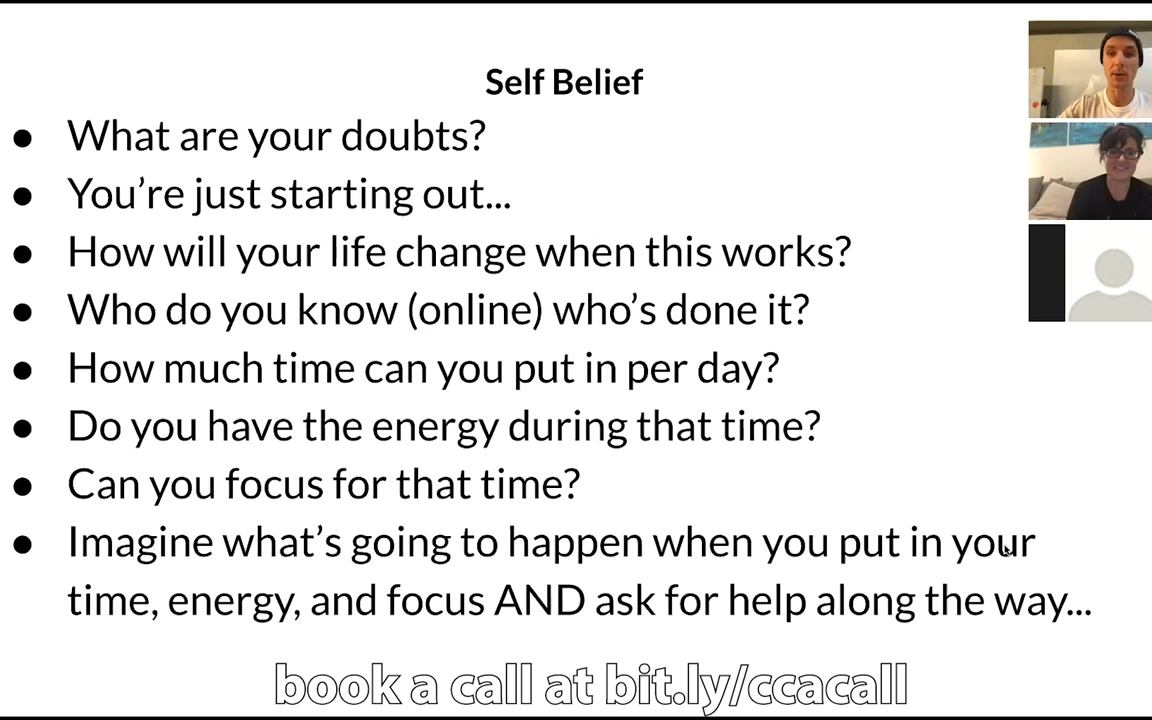 Self Belief
● What are your doubts?
● You’re just starting out...
● How will your life change when this works?
● Who do you know (online) who’s done it?
● How much time can you put in per day?
● Do you have the energy during that time?
● Can you focus for that time?
● Imagine what’s going to happen when you put in your
time, energy, and focus AND ask for help along the way...
book a call at bit.ly/ccacall